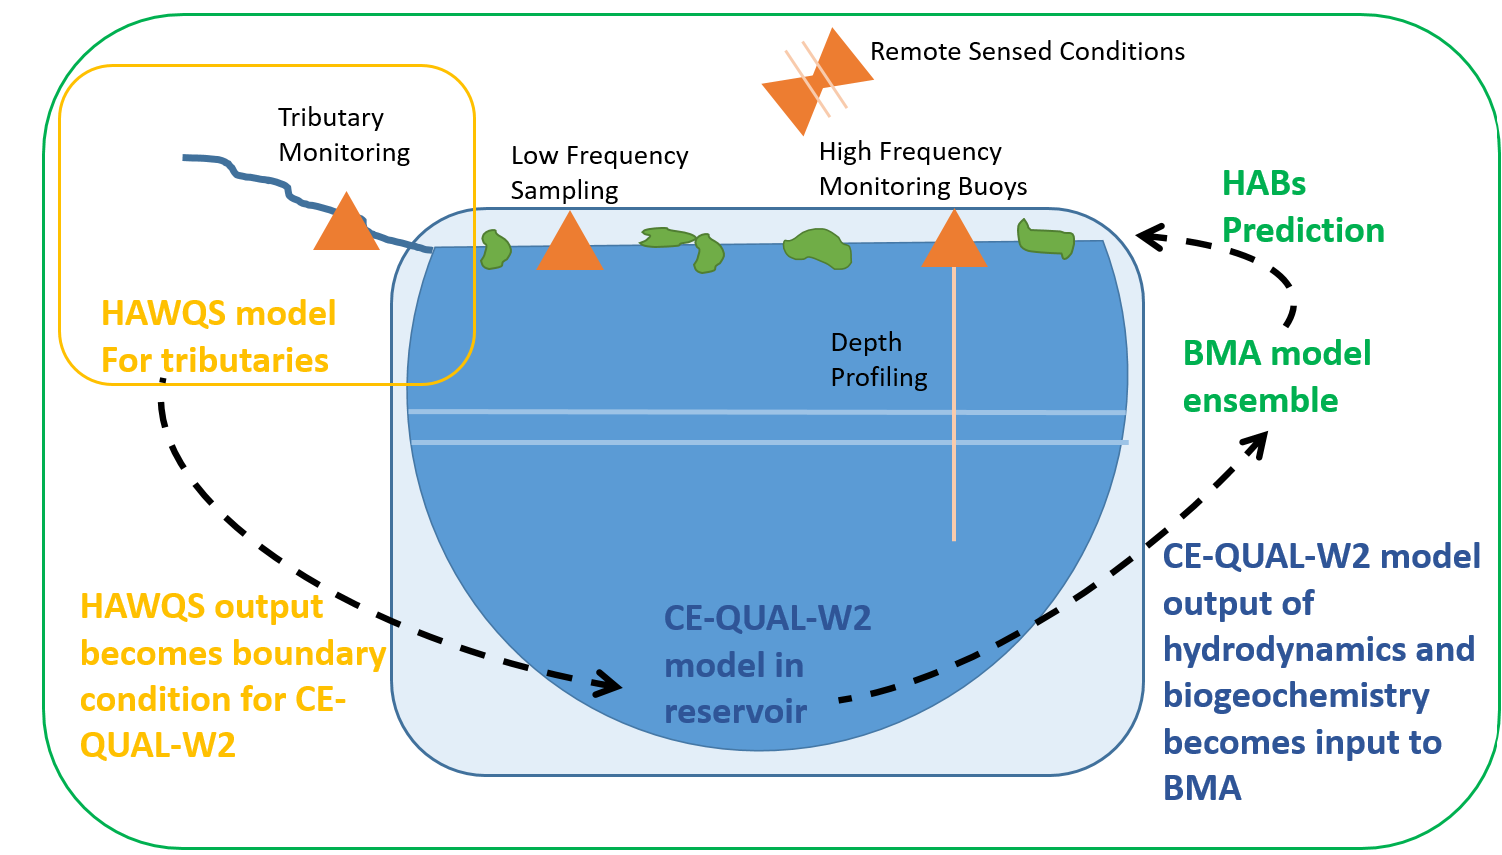 Remote Sensed Conditions
Tributary
Monitoring
Low Frequency
Sampling
High Frequency
Monitoring Buoys
HABs
Prediction
HAWQS model
For tributaries
Depth
Profiling
BMA model
ensemble
HAWQS output
becomes boundary
condition for CE-
QUAL-W2
CE-QUAL-W2
model in
reservoir
CE-QUAL-W2 model
output of
hydrodynamics and
biogeochemistry
becomes input to
BMA